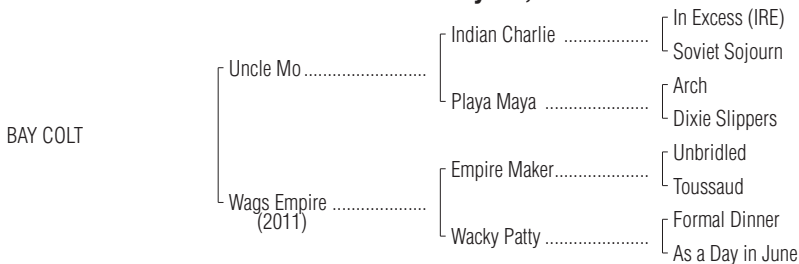 In Excess (IRE)
Indian Charlie ..................
Soviet Sojourn
Uncle Mo ..........................
Arch
Playa Maya ......................
Dixie Slippers
BAY COLT
Unbridled
Empire Maker....................
Toussaud
Wags Empire ....................
(2011)
Formal Dinner
Wacky Patty ......................
As a Day in June